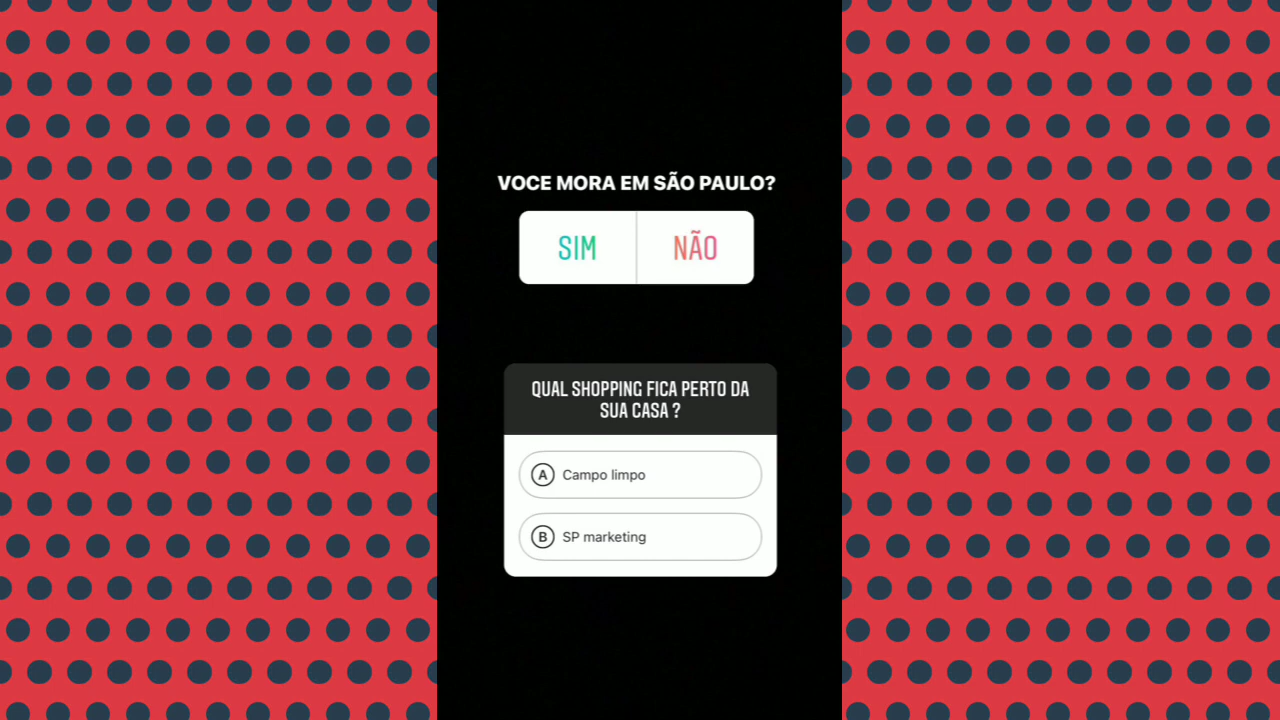 VOCE MORA EM SÃO PAULO?
SIM
NÃO
QUAL SHOPPING FICA PERTO DA
SUA CASA ?
A Campo limpo
B SP marketing